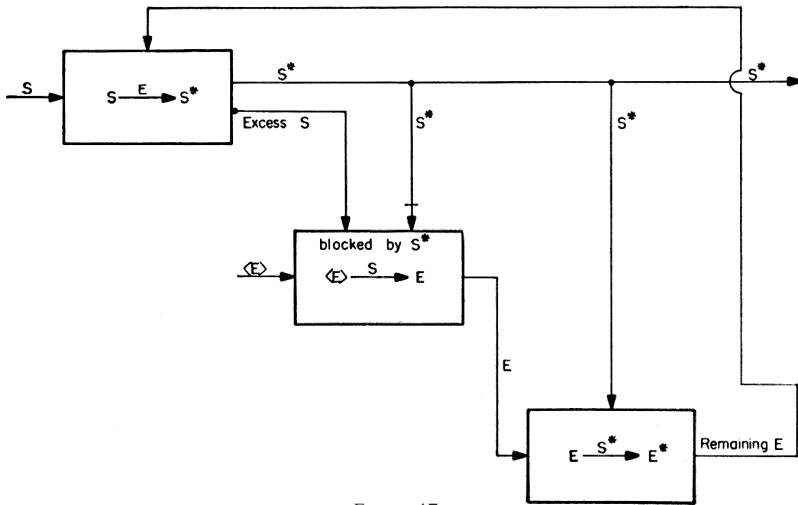 S
S —E→ S*
S*
Excess S
S*
S*
S*
blocked by S*
⟨E⟩
⟨E⟩ —S→ E
E
E —S*→ E*
Remaining E